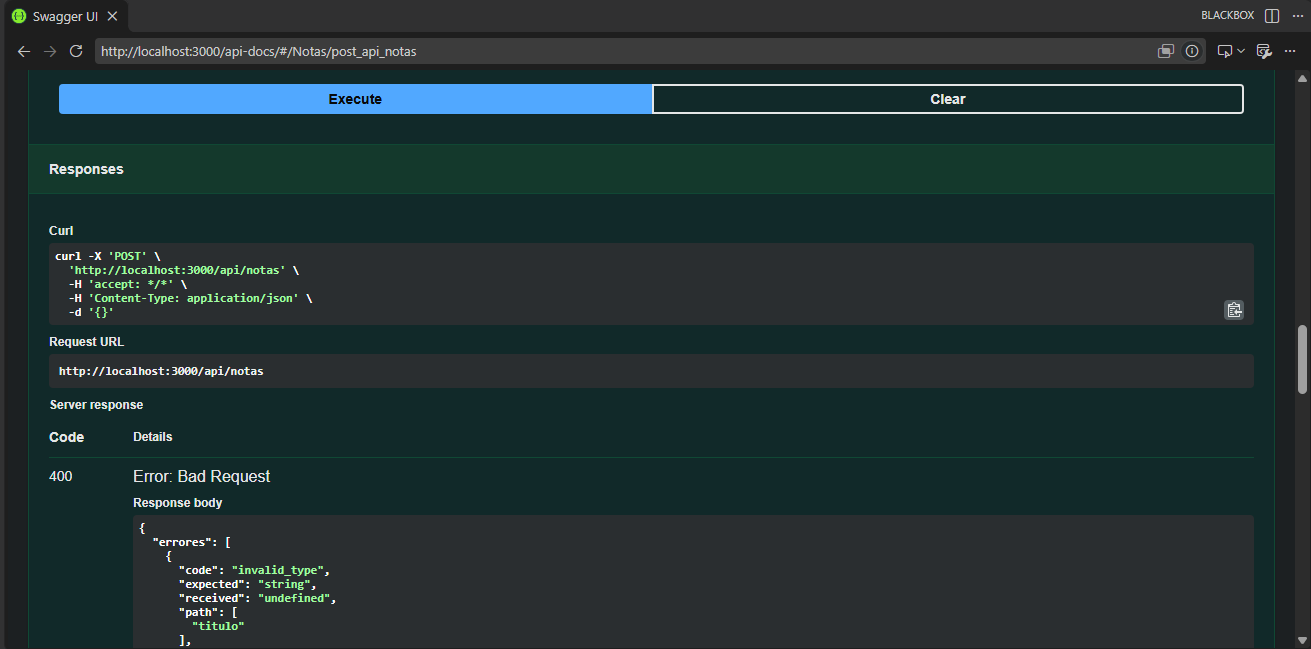 Swagger UI
BLACKBOX
http://localhost:3000/api-docs/#/Notas/post_api_notas
Execute
Clear
Responses
Curl
curl -X 'POST' \
  'http://localhost:3000/api/notas' \
  -H 'accept: */*' \
  -H 'Content-Type: application/json' \
  -d '{}'
Request URL
http://localhost:3000/api/notas
Server response
Code Details
400 Error: Bad Request
Response body
{
  "errores": [
    {
      "code": "invalid_type",
      "expected": "string",
      "received": "undefined",
      "path": [
        "titulo"
      ],